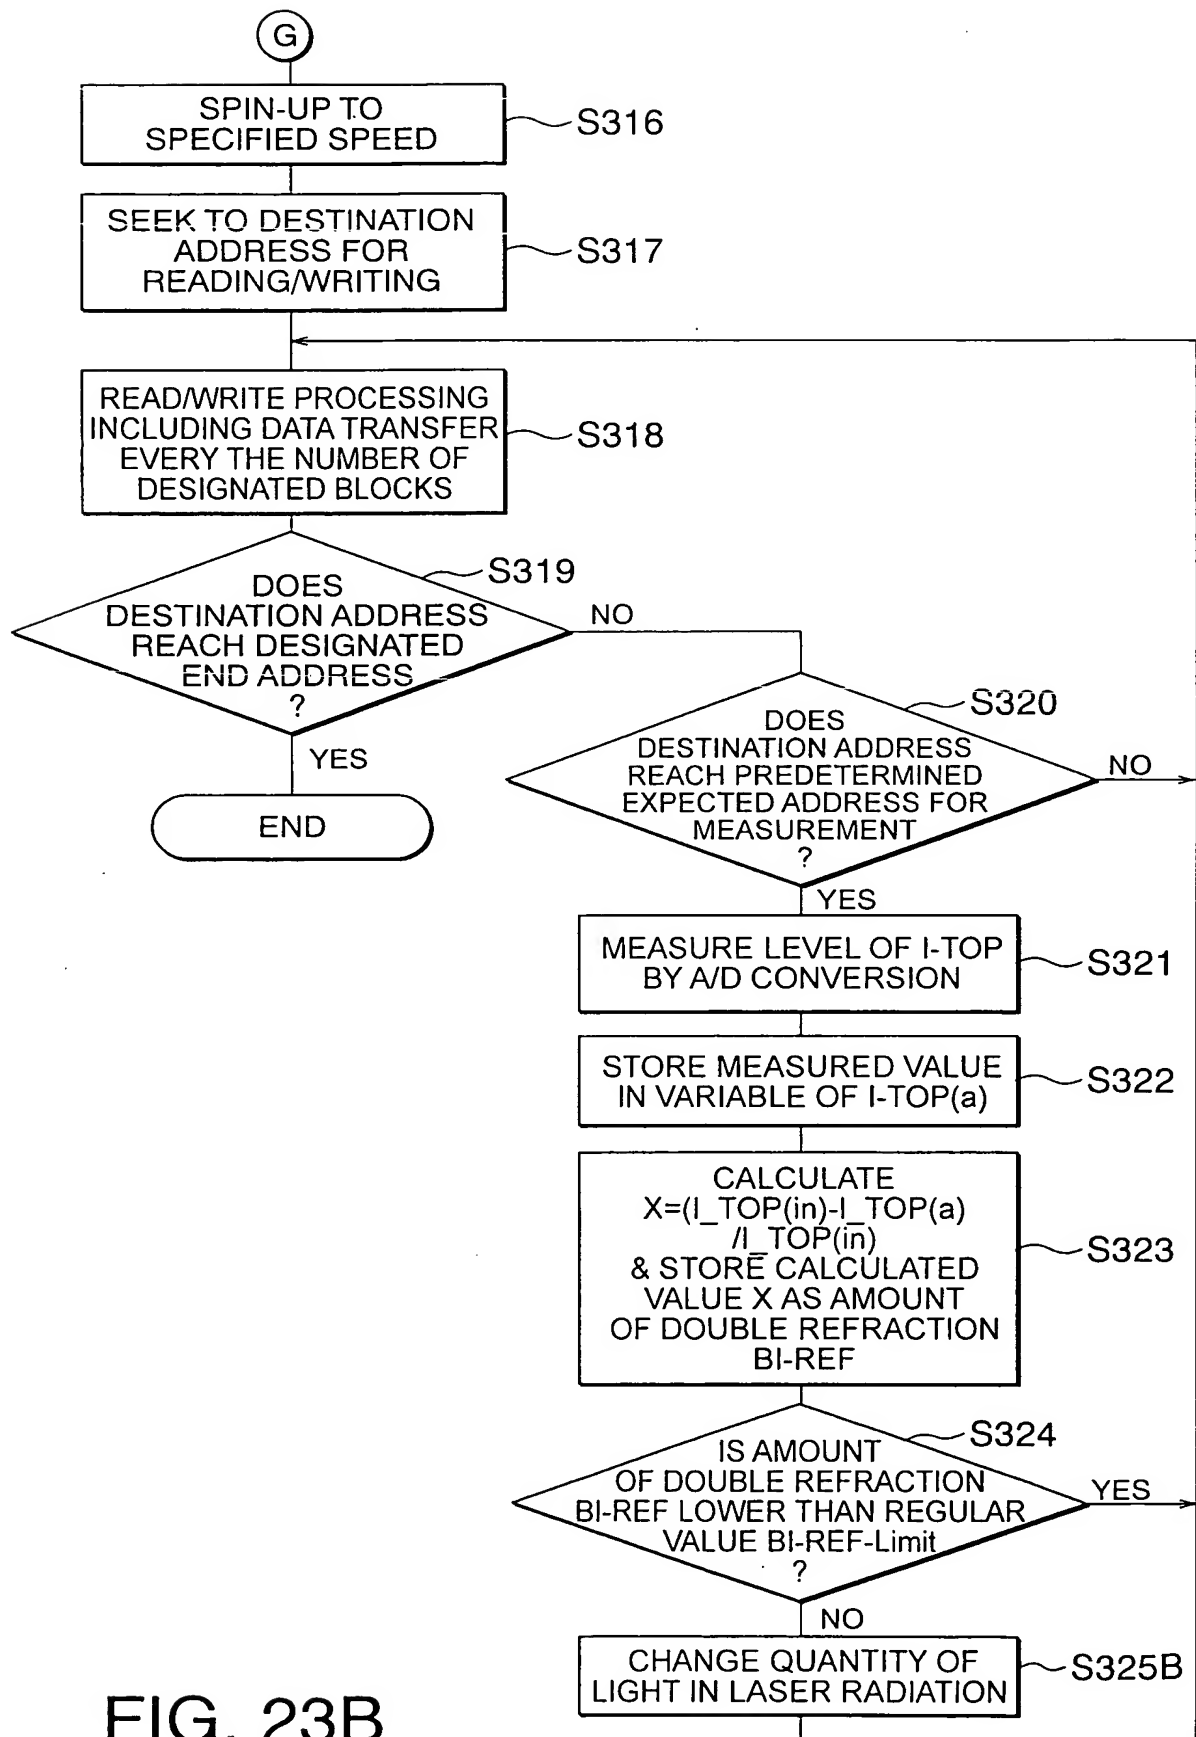 G
SPIN-UP TO
SPECIFIED SPEED
S316
SEEK TO DESTINATION
ADDRESS FOR
READING/WRITING
S317
READ/WRITE PROCESSING
INCLUDING DATA TRANSFER
EVERY THE NUMBER OF
DESIGNATED BLOCKS
S318
DOES
DESTINATION ADDRESS
REACH DESIGNATED
END ADDRESS
?
S319
NO
YES
END
DOES
DESTINATION ADDRESS
REACH PREDETERMINED
EXPECTED ADDRESS FOR
MEASUREMENT
?
S320
NO
YES
MEASURE LEVEL OF I-TOP
BY A/D CONVERSION
S321
STORE MEASURED VALUE
IN VARIABLE OF I-TOP(a)
S322
CALCULATE
X=(I_TOP(in)-I_TOP(a)
/I_TOP(in)
& STORE CALCULATED
VALUE X AS AMOUNT
OF DOUBLE REFRACTION
BI-REF
S323
IS AMOUNT
OF DOUBLE REFRACTION
BI-REF LOWER THAN REGULAR
VALUE BI-REF-Limit
?
S324
YES
NO
CHANGE QUANTITY OF
LIGHT IN LASER RADIATION
S325B
FIG. 23B